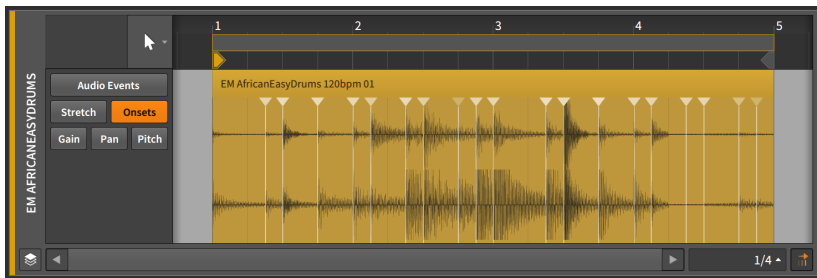 1 2 3 4 5
EM AFRICANEASYDRUMS
Audio Events
EM AfricanEasyDrums 120bpm 01
Stretch Onsets
Gain Pan Pitch
1/4